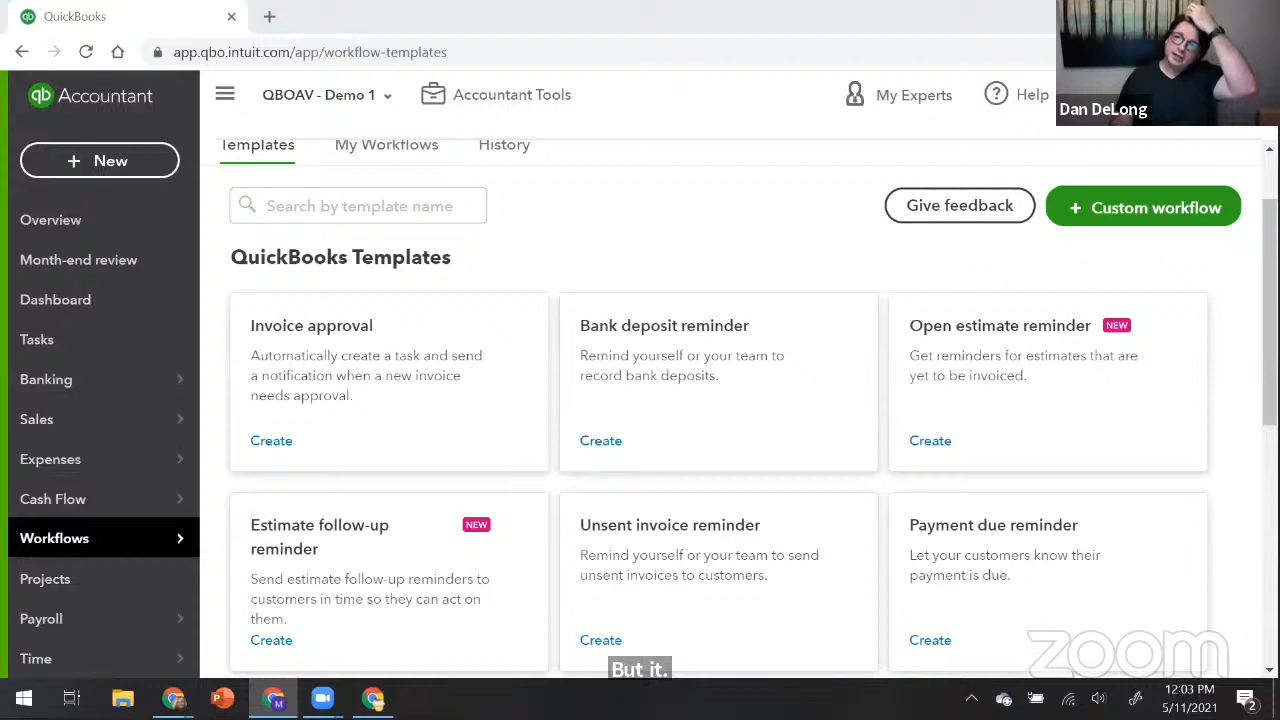 QuickBooks
app.qbo.intuit.com/app/workflow-templates
Dan DeLong
qb Accountant
QBOAV - Demo 1
Accountant Tools
My Experts
Help
+ New
Overview
Month-end review
Dashboard
Tasks
Banking
Sales
Expenses
Cash Flow
Workflows
Projects
Payroll
Time
Templates
My Workflows
History
Search by template name
Give feedback
+ Custom workflow
QuickBooks Templates
Invoice approval
Automatically create a task and send
a notification when a new invoice
needs approval.
Create
Bank deposit reminder
Remind yourself or your team to
record bank deposits.
Create
Open estimate reminder NEW
Get reminders for estimates that are
yet to be invoiced.
Create
Estimate follow-up NEW
reminder
Send estimate follow-up reminders to
customers in time so they can act on
them.
Create
Unsent invoice reminder
Remind yourself or your team to send
unsent invoices to customers.
Create
Payment due reminder
Let your customers know their
payment is due.
Create
zoom
But it.
12:03 PM
5/11/2021
2